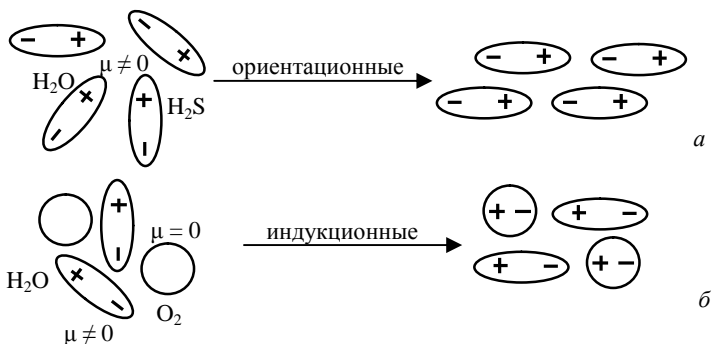 − + − +
μ ≠ 0
ориентационные
− + − +
H₂O + − + − H₂S
− + − +
а
+ −
μ = 0
индукционные
+ − + −
H₂O + −
+ − + −
O₂
μ ≠ 0
б